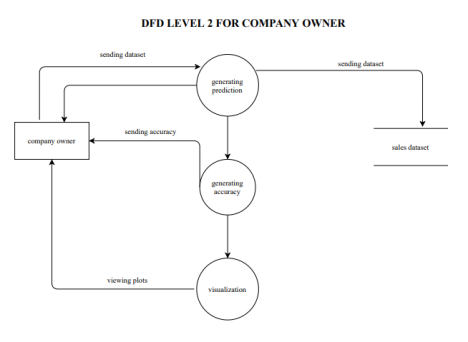 DFD LEVEL 2 FOR COMPANY OWNER
sending dataset
sending dataset
generating
prediction
company owner
sending accuracy
sales dataset
generating
accuracy
viewing plots
visualization